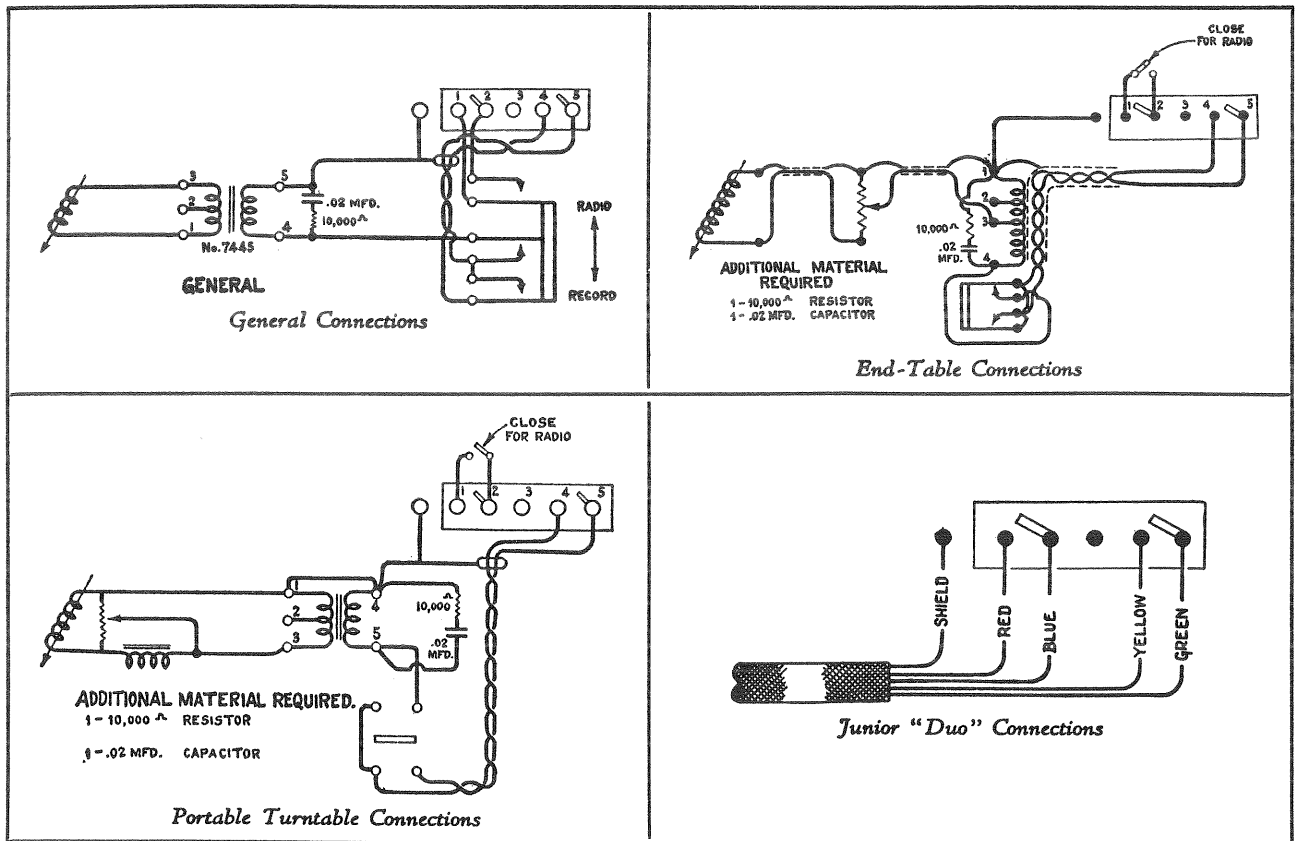 1 2 3 4 5
3
2
1
5
4
.02 MFD.
10,000 Ω
No. 7445
RADIO
RECORD
GENERAL
General Connections
CLOSE
FOR RADIO
1 2 3 4 5
1
2
3
4
10,000 Ω
.02
MFD.
ADDITIONAL MATERIAL
REQUIRED
1-10,000 Ω RESISTOR
1-.02 MFD. CAPACITOR
End-Table Connections
CLOSE
FOR RADIO
1 2 3 4 5
1
2
3
4
5
10,000 Ω
.02
MFD.
ADDITIONAL MATERIAL REQUIRED.
1-10,000 Ω RESISTOR
1-.02 MFD. CAPACITOR
Portable Turntable Connections
SHIELD
RED
BLUE
YELLOW
GREEN
Junior "Duo" Connections